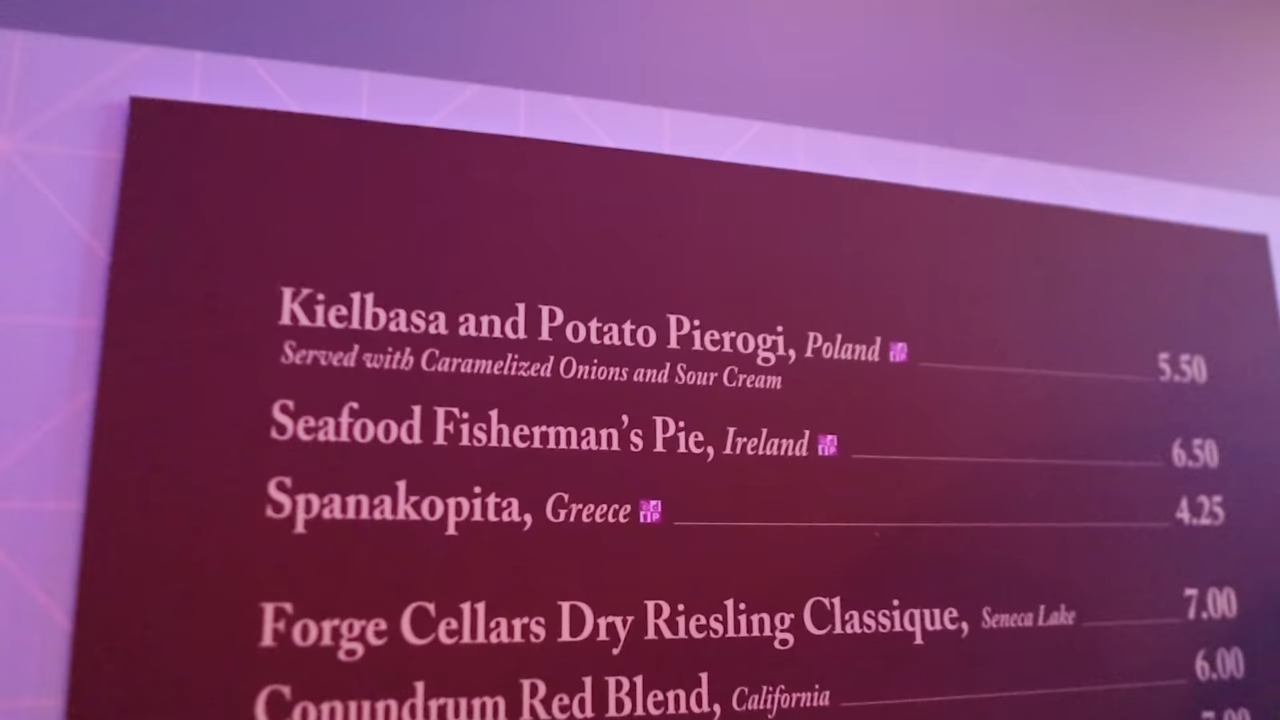 Kielbasa and Potato Pierogi, Poland 5.50
Served with Caramelized Onions and Sour Cream
Seafood Fisherman's Pie, Ireland 6.50
Spanakopita, Greece 4.25
Forge Cellars Dry Riesling Classique, Seneca Lake 7.00
Conundrum Red Blend, California 6.00